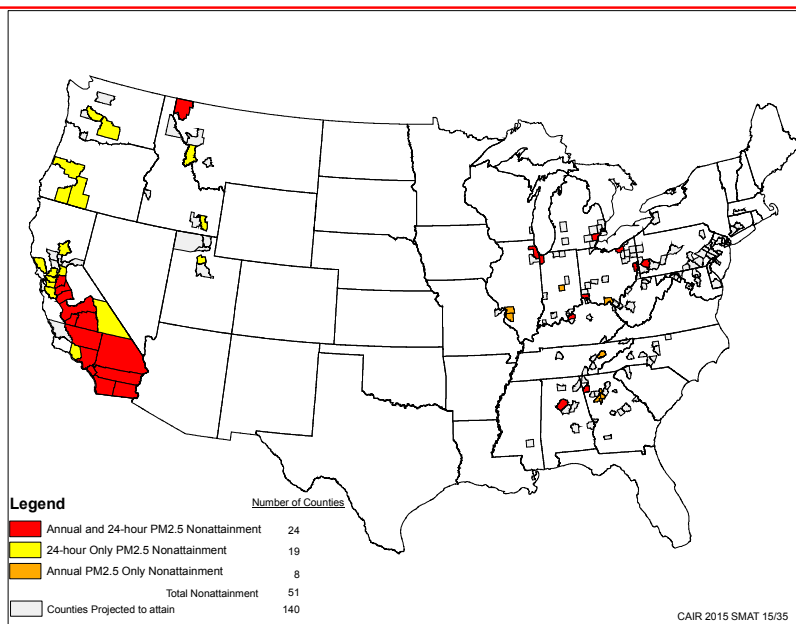 Legend
Number of Counties
Annual and 24-hour PM2.5 Nonattainment 24
24-hour Only PM2.5 Nonattainment 19
Annual PM2.5 Only Nonattainment 8
Total Nonattainment 51
Counties Projected to attain 140
CAIR 2015 SMAT 15/35